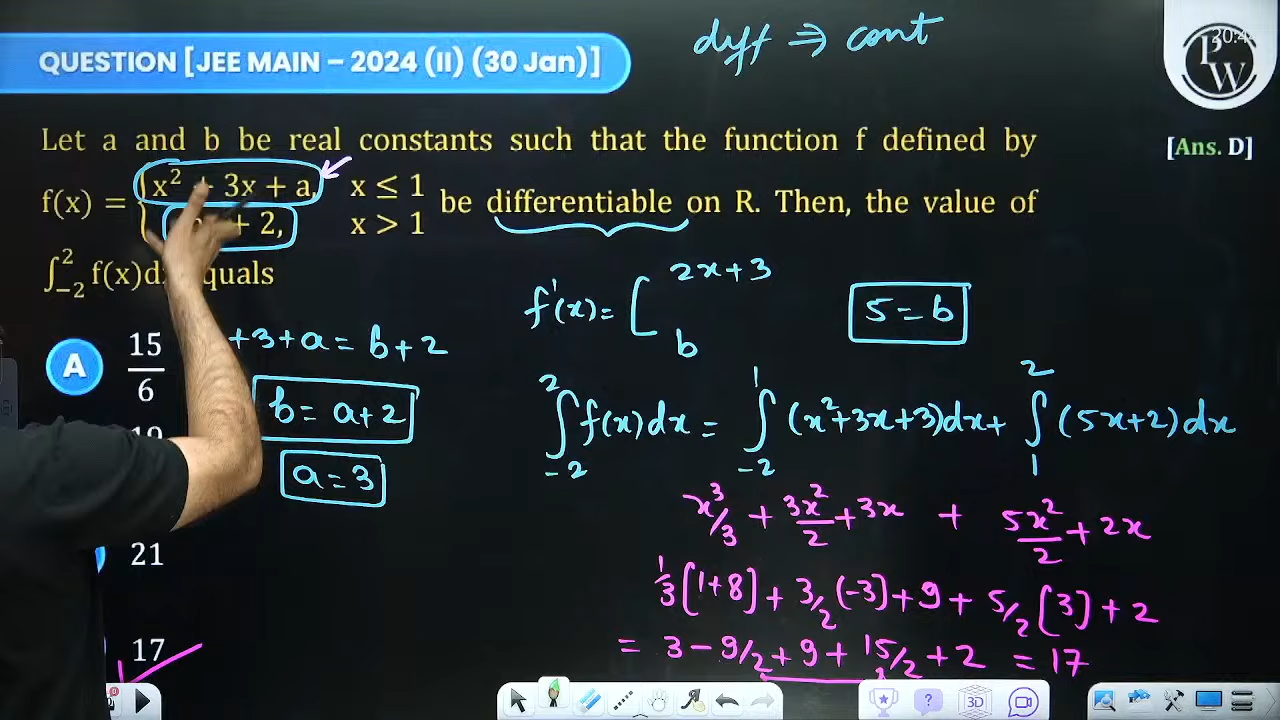 diff ⇒ cont
QUESTION [JEE MAIN – 2024 (II) (30 Jan)]
PW
Let a and b be real constants such that the function f defined by
[Ans. D]
f(x) = { x² + 3x + a, x ≤ 1
+ 2, x > 1
be differentiable on R. Then, the value of
∫₋₂² f(x)d
f'(x) = [ 2x+3
b
5 = b
A 15/6
+3+a = b+2
b = a+2
a = 3
∫₋₂² f(x)dx = ∫₋₂¹ (x²+3x+3)dx + ∫₁² (5x+2)dx
x³/3 + 3x²/2 + 3x + 5x²/2 + 2x
21
1/3 [1+8] + 3/2 (-3) + 9 + 5/2 [3] + 2
17
= 3 - 9/2 + 9 + 15/2 + 2 = 17
3D